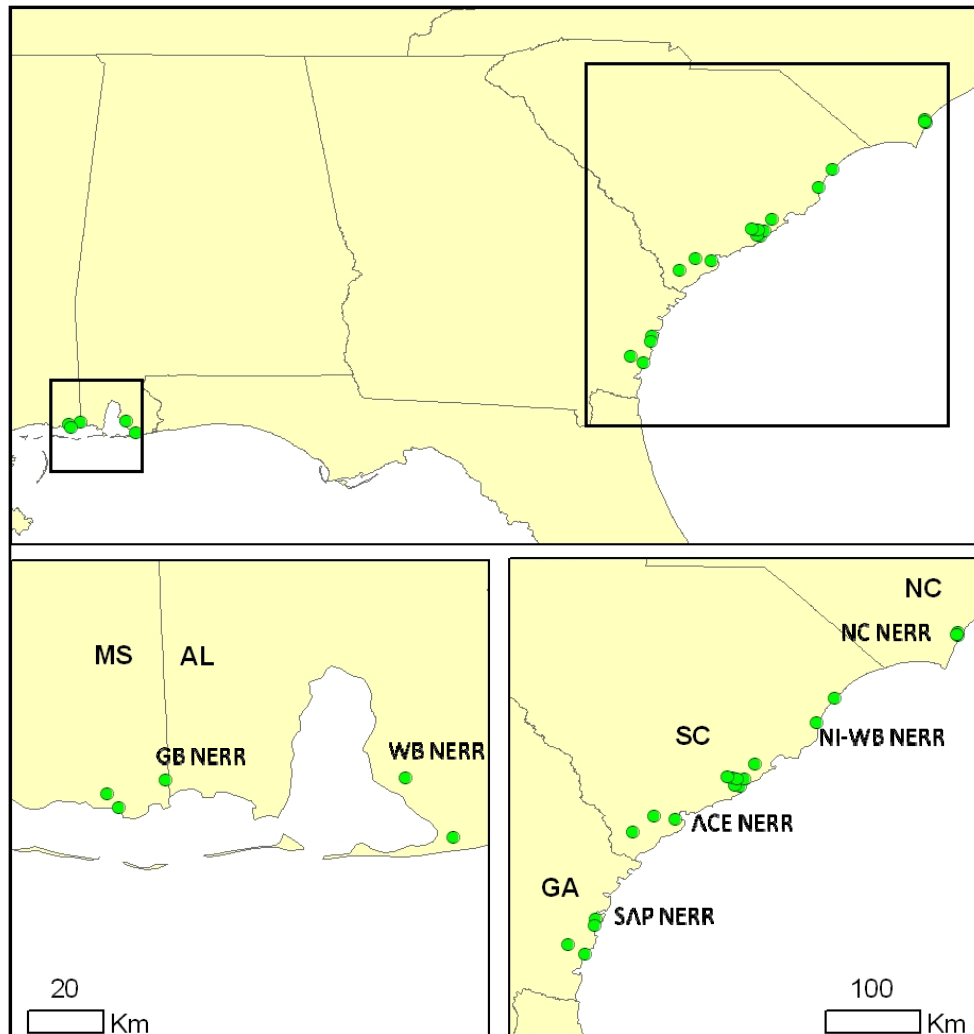 MS
AL
GB NERR
WB NERR
20
Km
NC
NC NERR
SC
NI-WB NERR
ACE NERR
GA
SAP NERR
100
Km